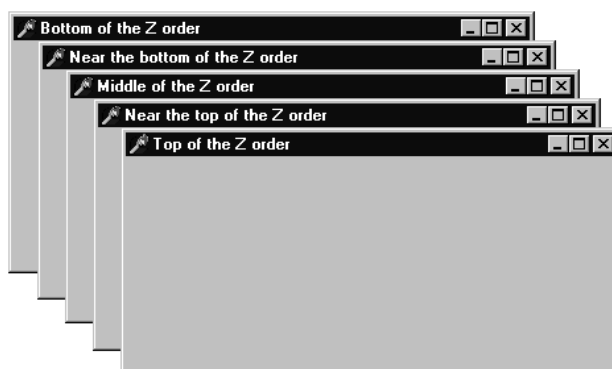 Bottom of the Z order
Near the bottom of the Z order
Middle of the Z order
Near the top of the Z order
Top of the Z order